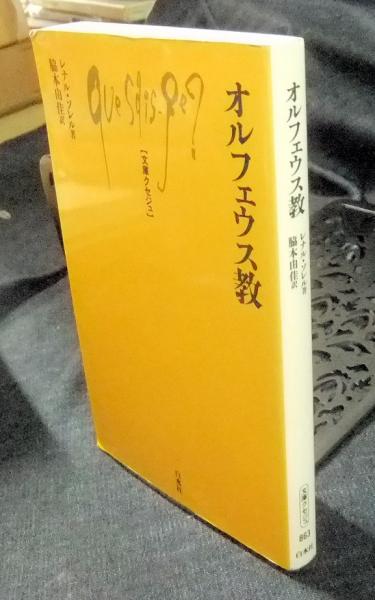 オルフェウス教
レナル・ソレル著
脇本由佳訳
que sais-je?
[文庫クセジュ]
白水社
オルフェウス教
レナル・ソレル著
脇本由佳訳
文庫クセジュ
863
白水社